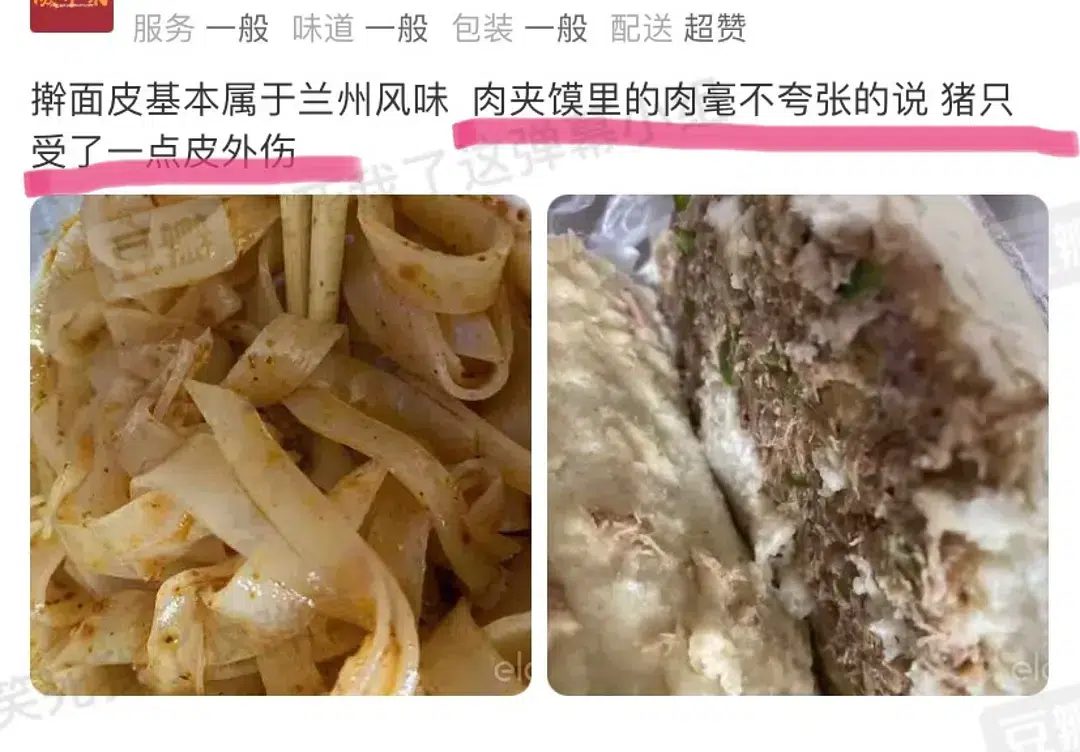 服务 一般 味道 一般 包装 一般 配送 超赞
擀面皮基本属于兰州风味 肉夹馍里的肉毫不夸张的说 猪只
受了一点皮外伤
豆瓣